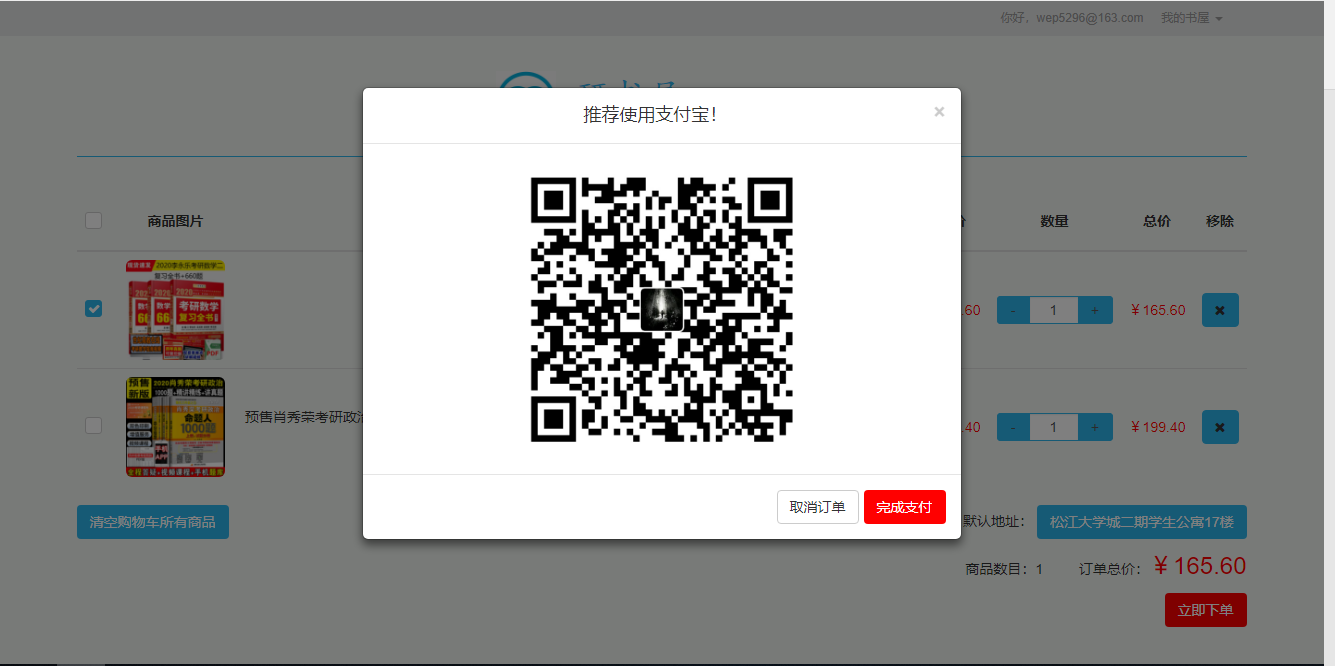 你好，wep5296@163.com 我的书屋
推荐使用支付宝！ ×
商品图片 数量 总价 移除
2020李永乐考研数学二
复习全书+660题
考研数学
复习全书
.60 - 1 + ￥165.60
预售
新版
2020肖秀荣考研政治
命题人
1000题
预售肖秀荣考研政
.40 - 1 + ￥199.40
取消订单 完成支付
清空购物车所有商品 默认地址： 松江大学城二期学生公寓17楼
商品数目：1 订单总价：￥165.60
立即下单